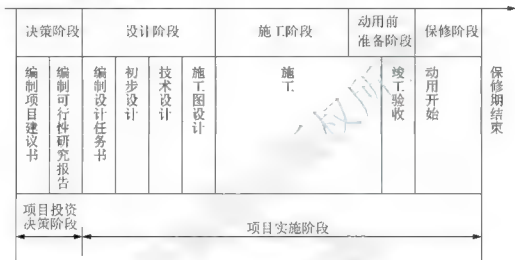 决策阶段
设计阶段
施工阶段
动用前
准备阶段
保修阶段
编制项目建议书
编制可行性研究报告
编制设计任务书
初步设计
技术设计
施工图设计
施工
竣工验收
动用开始
保修期结束
项目投资
决策阶段
项目实施阶段